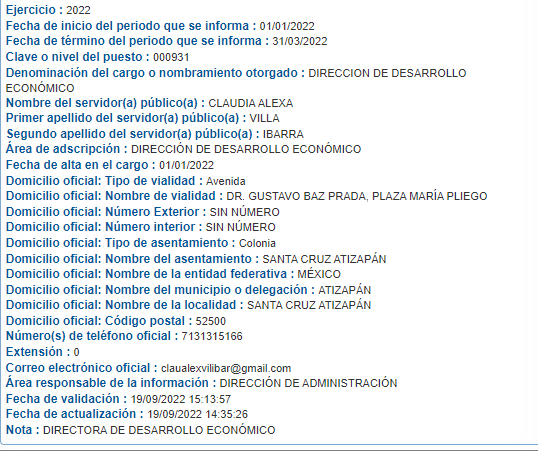 Ejercicio : 2022
Fecha de inicio del periodo que se informa : 01/01/2022
Fecha de término del periodo que se informa : 31/03/2022
Clave o nivel del puesto : 000931
Denominación del cargo o nombramiento otorgado : DIRECCION DE DESARROLLO
ECONÓMICO
Nombre del servidor(a) público(a) : CLAUDIA ALEXA
Primer apellido del servidor(a) público(a) : VILLA
Segundo apellido del servidor(a) público(a) : IBARRA
Área de adscripción : DIRECCIÓN DE DESARROLLO ECONÓMICO
Fecha de alta en el cargo : 01/01/2022
Domicilio oficial: Tipo de vialidad : Avenida
Domicilio oficial: Nombre de vialidad : DR. GUSTAVO BAZ PRADA, PLAZA MARÍA PLIEGO
Domicilio oficial: Número Exterior : SIN NÚMERO
Domicilio oficial: Número interior : SIN NÚMERO
Domicilio oficial: Tipo de asentamiento : Colonia
Domicilio oficial: Nombre del asentamiento : SANTA CRUZ ATIZAPÁN
Domicilio oficial: Nombre de la entidad federativa : MÉXICO
Domicilio oficial: Nombre del municipio o delegación : ATIZAPÁN
Domicilio oficial: Nombre de la localidad : SANTA CRUZ ATIZAPÁN
Domicilio oficial: Código postal : 52500
Número(s) de teléfono oficial : 7131315166
Extensión : 0
Correo electrónico oficial : claualexvilibar@gmail.com
Área responsable de la información : DIRECCIÓN DE ADMINISTRACIÓN
Fecha de validación : 19/09/2022 15:13:57
Fecha de actualización : 19/09/2022 14:35:26
Nota : DIRECTORA DE DESARROLLO ECONÓMICO